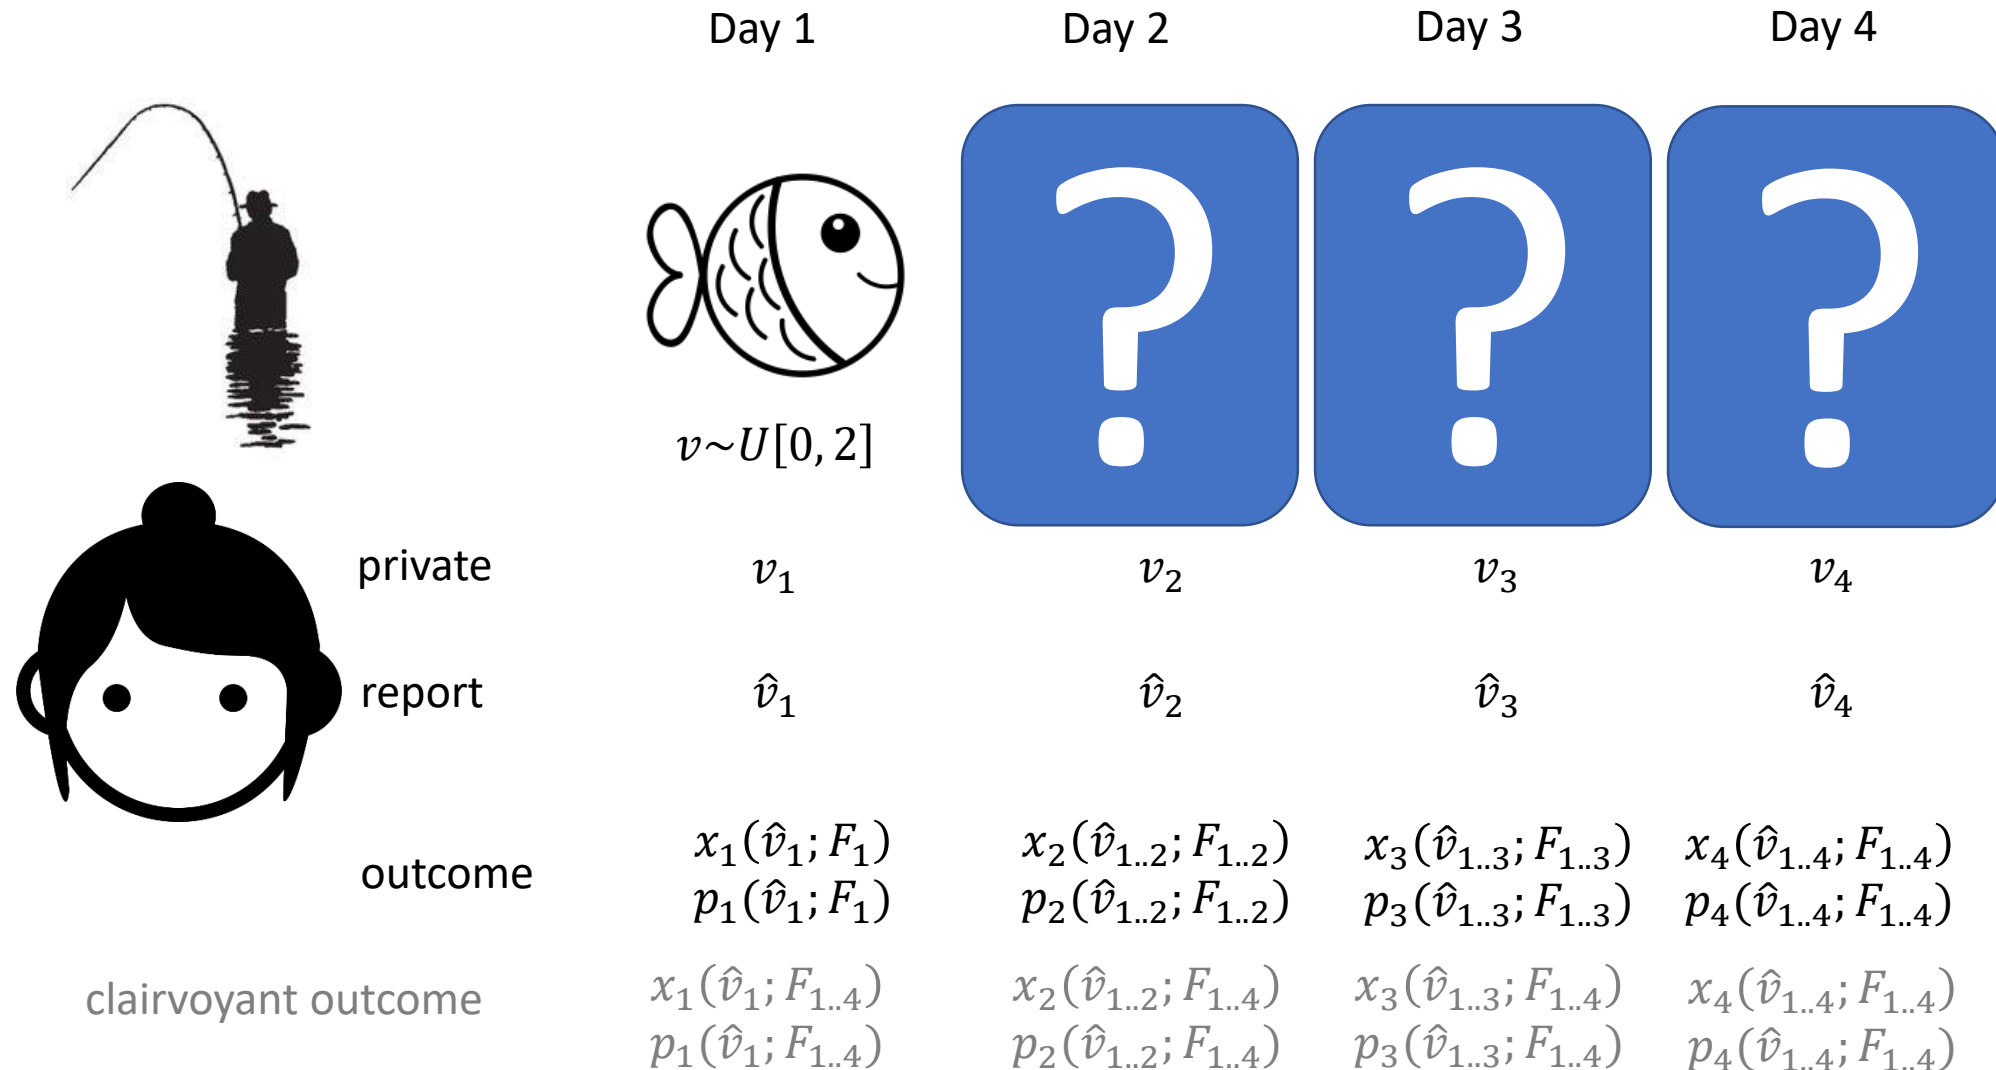 Day 1 Day 2 Day 3 Day 4
? ? ?
v~U[0, 2]
private v₁ v₂ v₃ v₄
report v̂₁ v̂₂ v̂₃ v̂₄
x₁(v̂₁; F₁) x₂(v̂₁..₂; F₁..₂) x₃(v̂₁..₃; F₁..₃) x₄(v̂₁..₄; F₁..₄)
outcome
p₁(v̂₁; F₁) p₂(v̂₁..₂; F₁..₂) p₃(v̂₁..₃; F₁..₃) p₄(v̂₁..₄; F₁..₄)
x₁(v̂₁; F₁..₄) x₂(v̂₁..₂; F₁..₄) x₃(v̂₁..₃; F₁..₄) x₄(v̂₁..₄; F₁..₄)
clairvoyant outcome
p₁(v̂₁; F₁..₄) p₂(v̂₁..₂; F₁..₄) p₃(v̂₁..₃; F₁..₄) p₄(v̂₁..₄; F₁..₄)